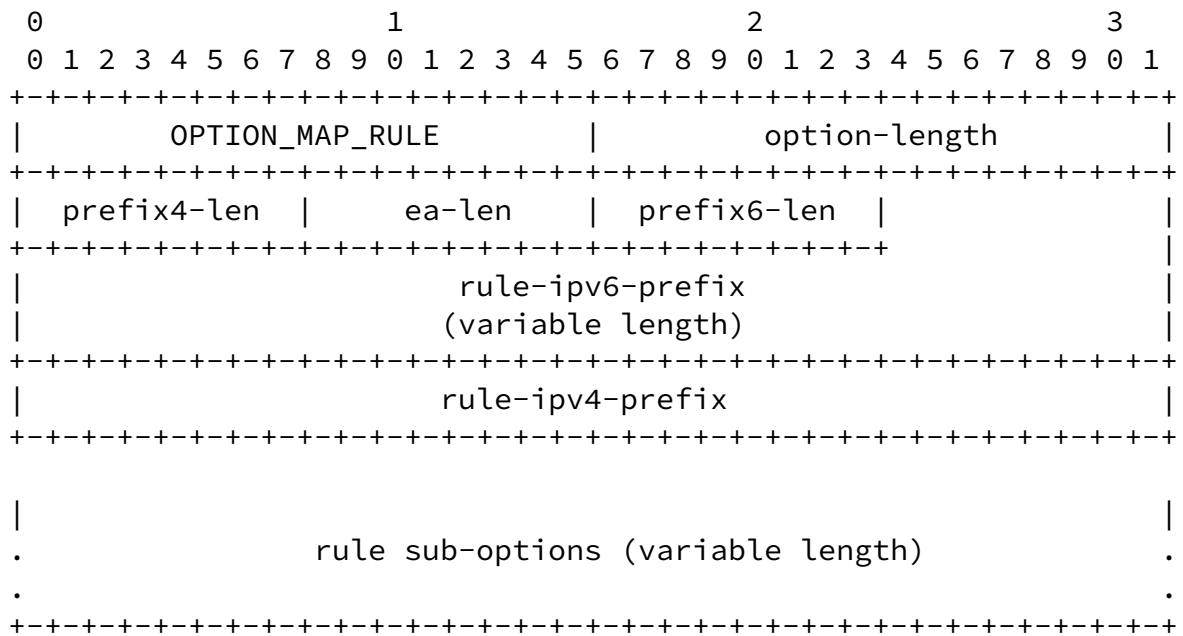 0                   1                   2                   3
 0 1 2 3 4 5 6 7 8 9 0 1 2 3 4 5 6 7 8 9 0 1 2 3 4 5 6 7 8 9 0 1
+-+-+-+-+-+-+-+-+-+-+-+-+-+-+-+-+-+-+-+-+-+-+-+-+-+-+-+-+-+-+-+-+
|        OPTION_MAP_RULE        |         option-length         |
+-+-+-+-+-+-+-+-+-+-+-+-+-+-+-+-+-+-+-+-+-+-+-+-+-+-+-+-+-+-+-+-+
|  prefix4-len  |     ea-len    |  prefix6-len  |               |
+-+-+-+-+-+-+-+-+-+-+-+-+-+-+-+-+-+-+-+-+-+-+-+-+               |
|                        rule-ipv6-prefix                       |
|                       (variable length)                       |
+-+-+-+-+-+-+-+-+-+-+-+-+-+-+-+-+-+-+-+-+-+-+-+-+-+-+-+-+-+-+-+-+
|                       rule-ipv4-prefix                        |
+-+-+-+-+-+-+-+-+-+-+-+-+-+-+-+-+-+-+-+-+-+-+-+-+-+-+-+-+-+-+-+-+
|                                                               |
.                rule sub-options (variable length)             .
.                                                               .
+-+-+-+-+-+-+-+-+-+-+-+-+-+-+-+-+-+-+-+-+-+-+-+-+-+-+-+-+-+-+-+-+